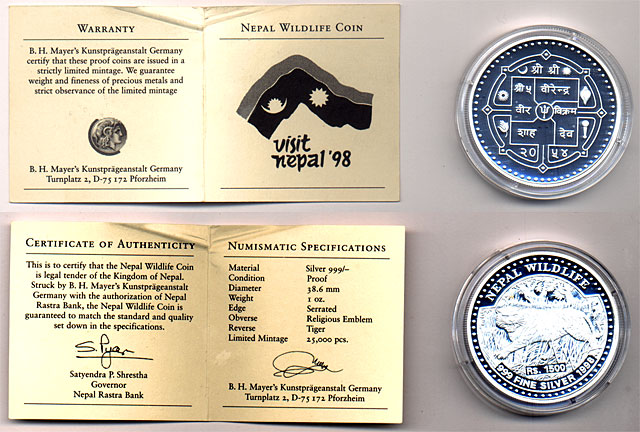 WARRANTY
B. H. Mayer's Kunstprägeanstalt Germany
certify that these proof coins are issued in a
strictly limited mintage. We guarantee
weight and fineness of precious metals and
strict observance of the limited mintage
B. H. Mayer's Kunstprägeanstalt Germany
Turnplatz 2, D-75 172 Pforzheim
NEPAL WILDLIFE COIN
visit
nepal '98
श्री श्री
श्री ५ वीरेन्द्र
वीर विक्रम
शाह देव
२० ५४
CERTIFICATE OF AUTHENTICITY
This is to certify that the Nepal Wildlife Coin
is legal tender of the Kingdom of Nepal.
Struck by B. H. Mayer's Kunstprägeanstalt
Germany with the authorization of Nepal
Rastra Bank, the Nepal Wildlife Coin is
guaranteed to match the standard and quality
set down in the specifications.
Satyendra P. Shrestha
Governor
Nepal Rastra Bank
NUMISMATIC SPECIFICATIONS
Material Silver 999/–
Condition Proof
Diameter 38.6 mm
Weight 1 oz.
Edge Serrated
Obverse Religious Emblem
Reverse Tiger
Limited Mintage 25,000 pcs.
B. H. Mayer's Kunstprägeanstalt Germany
Turnplatz 2, D-75 172 Pforzheim
NEPAL WILDLIFE
Rs. 1500
999 FINE SILVER 1998